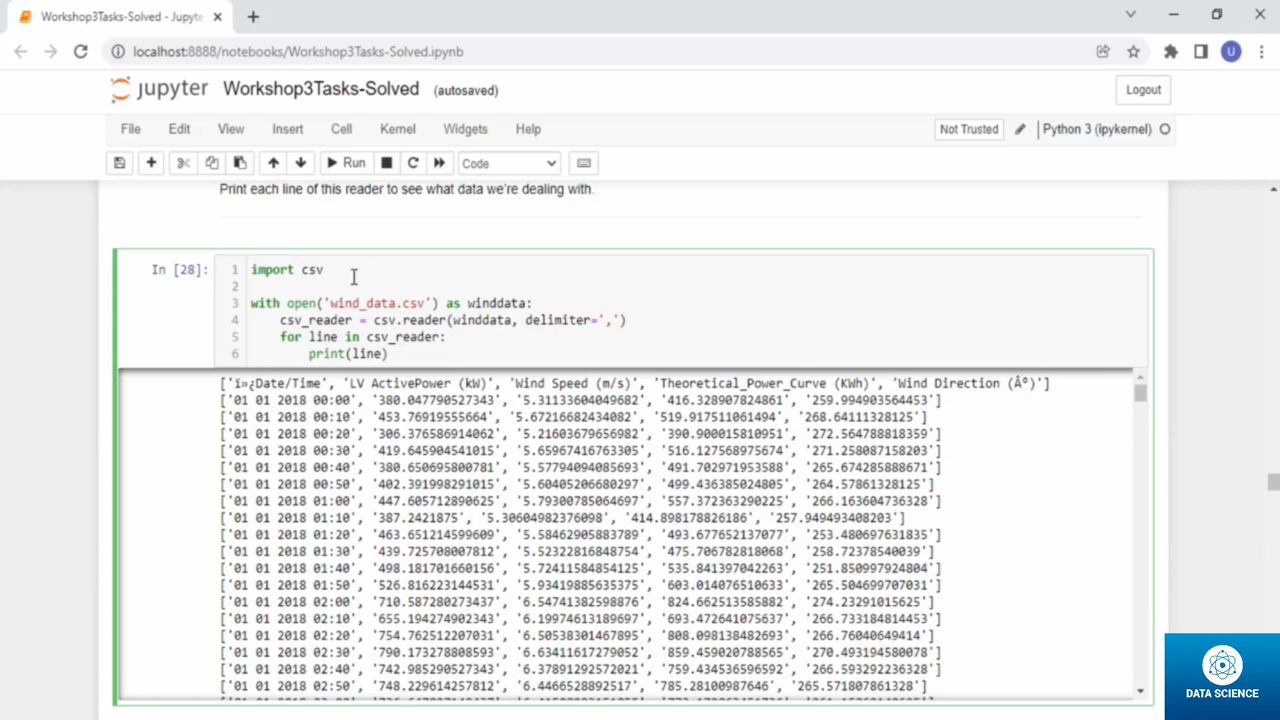 Workshop3Tasks-Solved - Jupyte
localhost:8888/notebooks/Workshop3Tasks-Solved.ipynb
U
jupyter Workshop3Tasks-Solved (autosaved)
Logout
File Edit View Insert Cell Kernel Widgets Help
Not Trusted Python 3 (ipykernel)
Run Code
Print each line of this reader to see what data we're dealing with.
In [28]:
1 import csv
2
3 with open('wind_data.csv') as winddata:
4 csv_reader = csv.reader(winddata, delimiter=',')
5 for line in csv_reader:
6 print(line)
['ï»¿Date/Time', 'LV ActivePower (kW)', 'Wind Speed (m/s)', 'Theoretical_Power_Curve (KWh)', 'Wind Direction (Â°)']
['01 01 2018 00:00', '380.047790527343', '5.31133604049682', '416.328907824861', '259.994903564453']
['01 01 2018 00:10', '453.76919555664', '5.67216682434082', '519.917511061494', '268.64111328125']
['01 01 2018 00:20', '306.376586914062', '5.21603679656982', '390.900015810951', '272.564788818359']
['01 01 2018 00:30', '419.645904541015', '5.65967416763305', '516.127568975674', '271.258087158203']
['01 01 2018 00:40', '380.650695800781', '5.57794094085693', '491.702971953588', '265.674285888671']
['01 01 2018 00:50', '402.391998291015', '5.60405206680297', '499.436385024805', '264.57861328125']
['01 01 2018 01:00', '447.605712890625', '5.79300785064697', '557.372363290225', '266.163604736328']
['01 01 2018 01:10', '387.2421875', '5.30604982376098', '414.898178826186', '257.949493408203']
['01 01 2018 01:20', '463.651214599609', '5.58462905883789', '493.677652137077', '253.480697631835']
['01 01 2018 01:30', '439.725708007812', '5.52322816848754', '475.706782818068', '258.72378540039']
['01 01 2018 01:40', '498.181701660156', '5.72411584854125', '535.841397042263', '251.850997924804']
['01 01 2018 01:50', '526.816223144531', '5.93419885635375', '603.014076510633', '265.504699707031']
['01 01 2018 02:00', '710.587280273437', '6.54741382598876', '824.662513585882', '274.23291015625']
['01 01 2018 02:10', '655.194274902343', '6.19974613189697', '693.472641075637', '266.733184814453']
['01 01 2018 02:20', '754.762512207031', '6.50538301467895', '808.098138482693', '266.76040649414']
['01 01 2018 02:30', '790.173278808593', '6.63411617279052', '859.459020788565', '270.493194580078']
['01 01 2018 02:40', '742.985290527343', '6.378912925720​21', '759.434536596592', '266.593292236328']
['01 01 2018 02:50', '748.229614257812', '6.4466528892517', '785.28100987646', '265.571807861328']
DATA SCIENCE